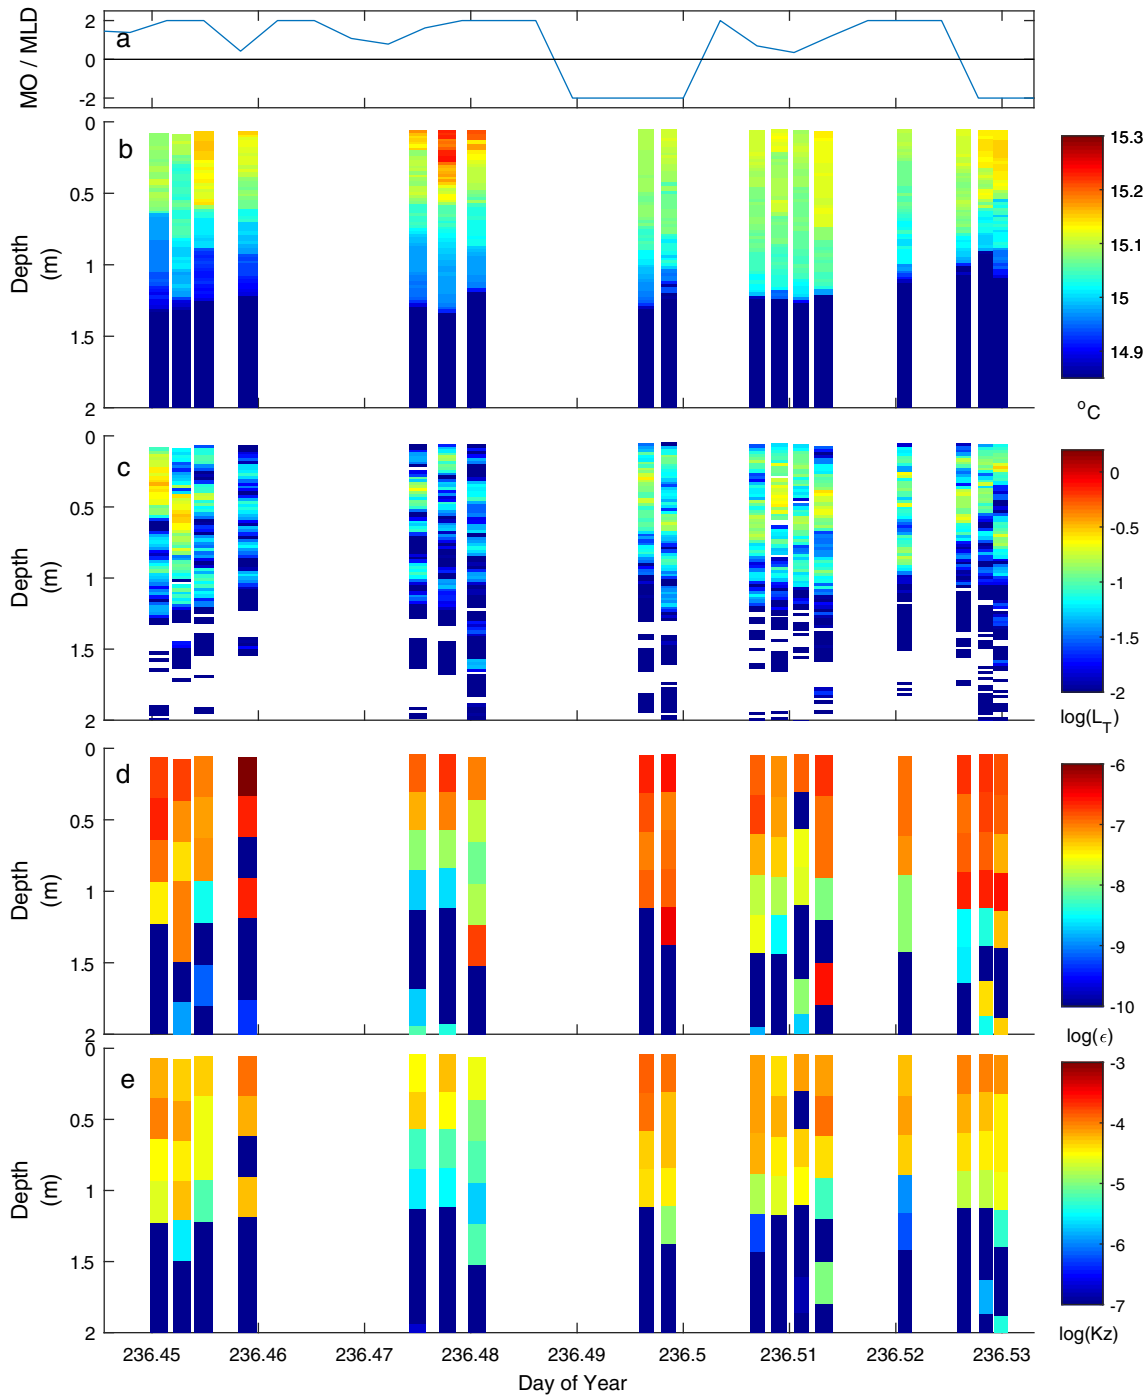 MO / MLD
2
0
-2
a
Depth
(m)
0
0.5
1
1.5
2
b
15.3
15.2
15.1
15
14.9
°C
Depth
(m)
0
0.5
1
1.5
2
c
0
-0.5
-1
-1.5
-2
log(L_T)
Depth
(m)
0
0.5
1
1.5
2
d
-6
-7
-8
-9
-10
log(ϵ)
Depth
(m)
0
0.5
1
1.5
2
e
-3
-4
-5
-6
-7
log(Kz)
236.45 236.46 236.47 236.48 236.49 236.5 236.51 236.52 236.53
Day of Year